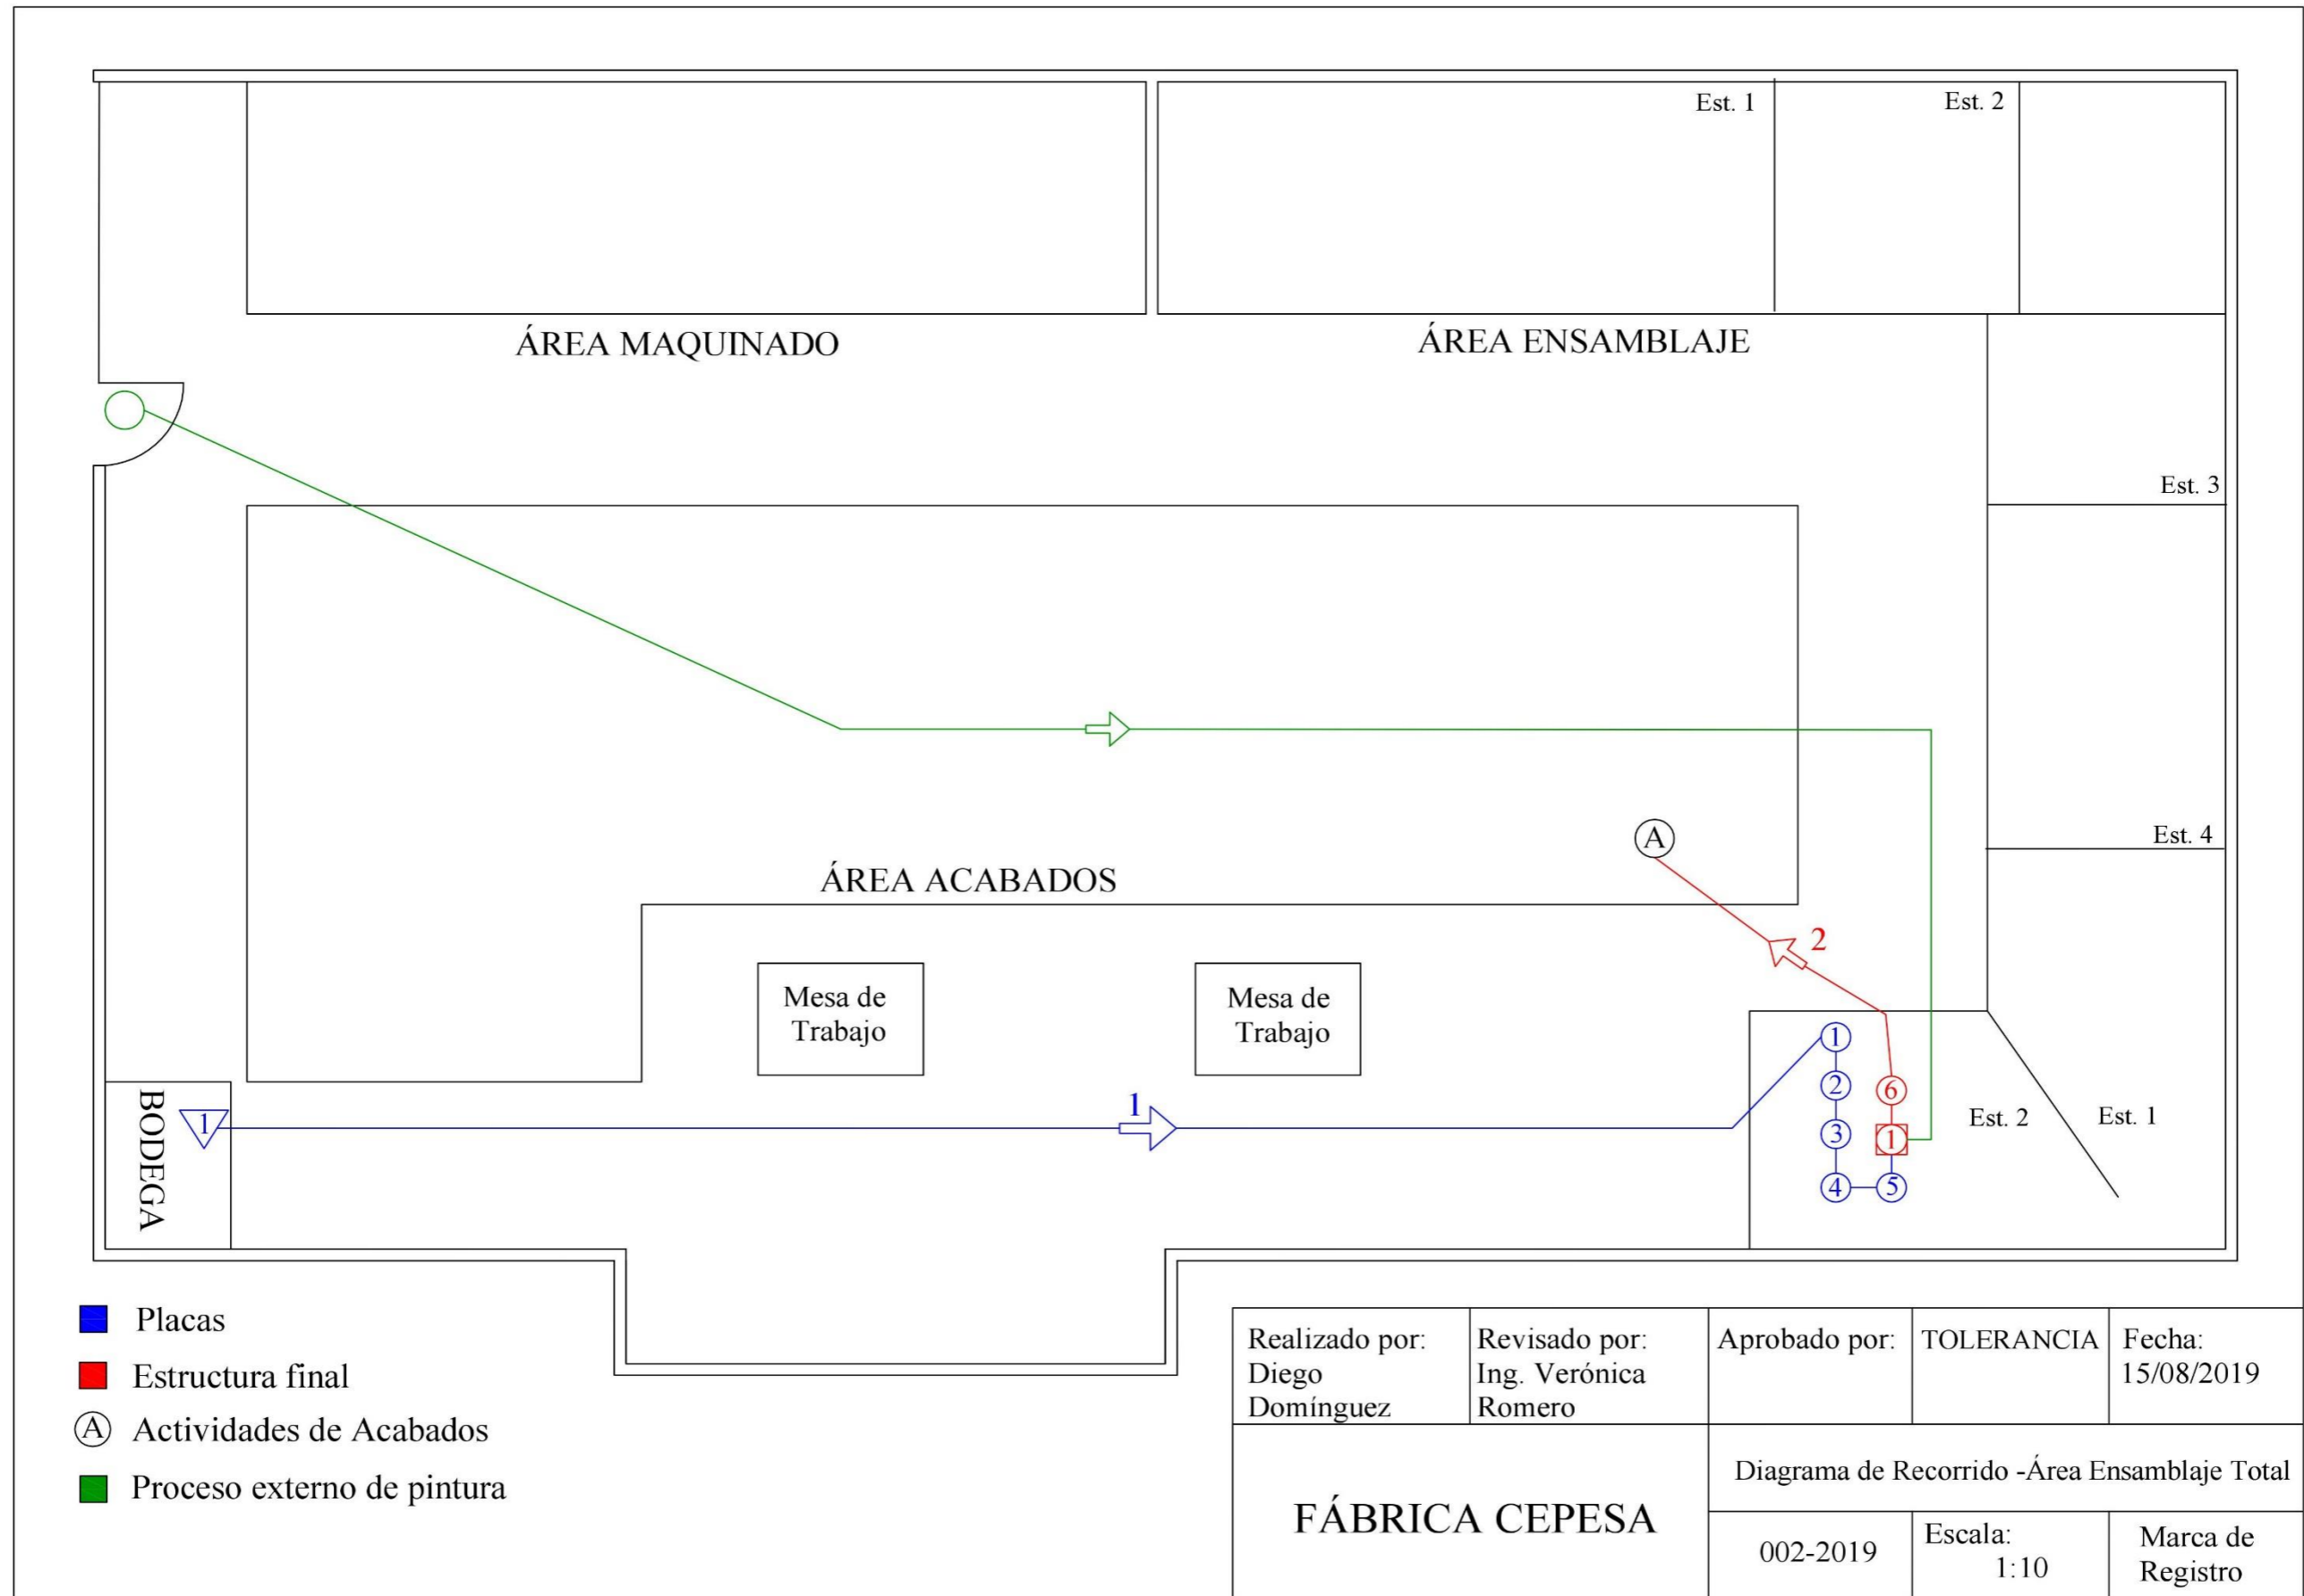 Est. 1
Est. 2
ÁREA MAQUINADO
ÁREA ENSAMBLAJE
Est. 3
Est. 4
A
ÁREA ACABADOS
2
Mesa de
Trabajo
Mesa de
Trabajo
1
2
3
4
5
6
1
Est. 2
Est. 1
BODEGA
1
1
Placas
Estructura final
A Actividades de Acabados
Proceso externo de pintura
Realizado por:
Diego
Domínguez
Revisado por:
Ing. Verónica
Romero
Aprobado por:
TOLERANCIA
Fecha:
15/08/2019
FÁBRICA CEPESA
Diagrama de Recorrido -Área Ensamblaje Total
002-2019
Escala:
1:10
Marca de
Registro